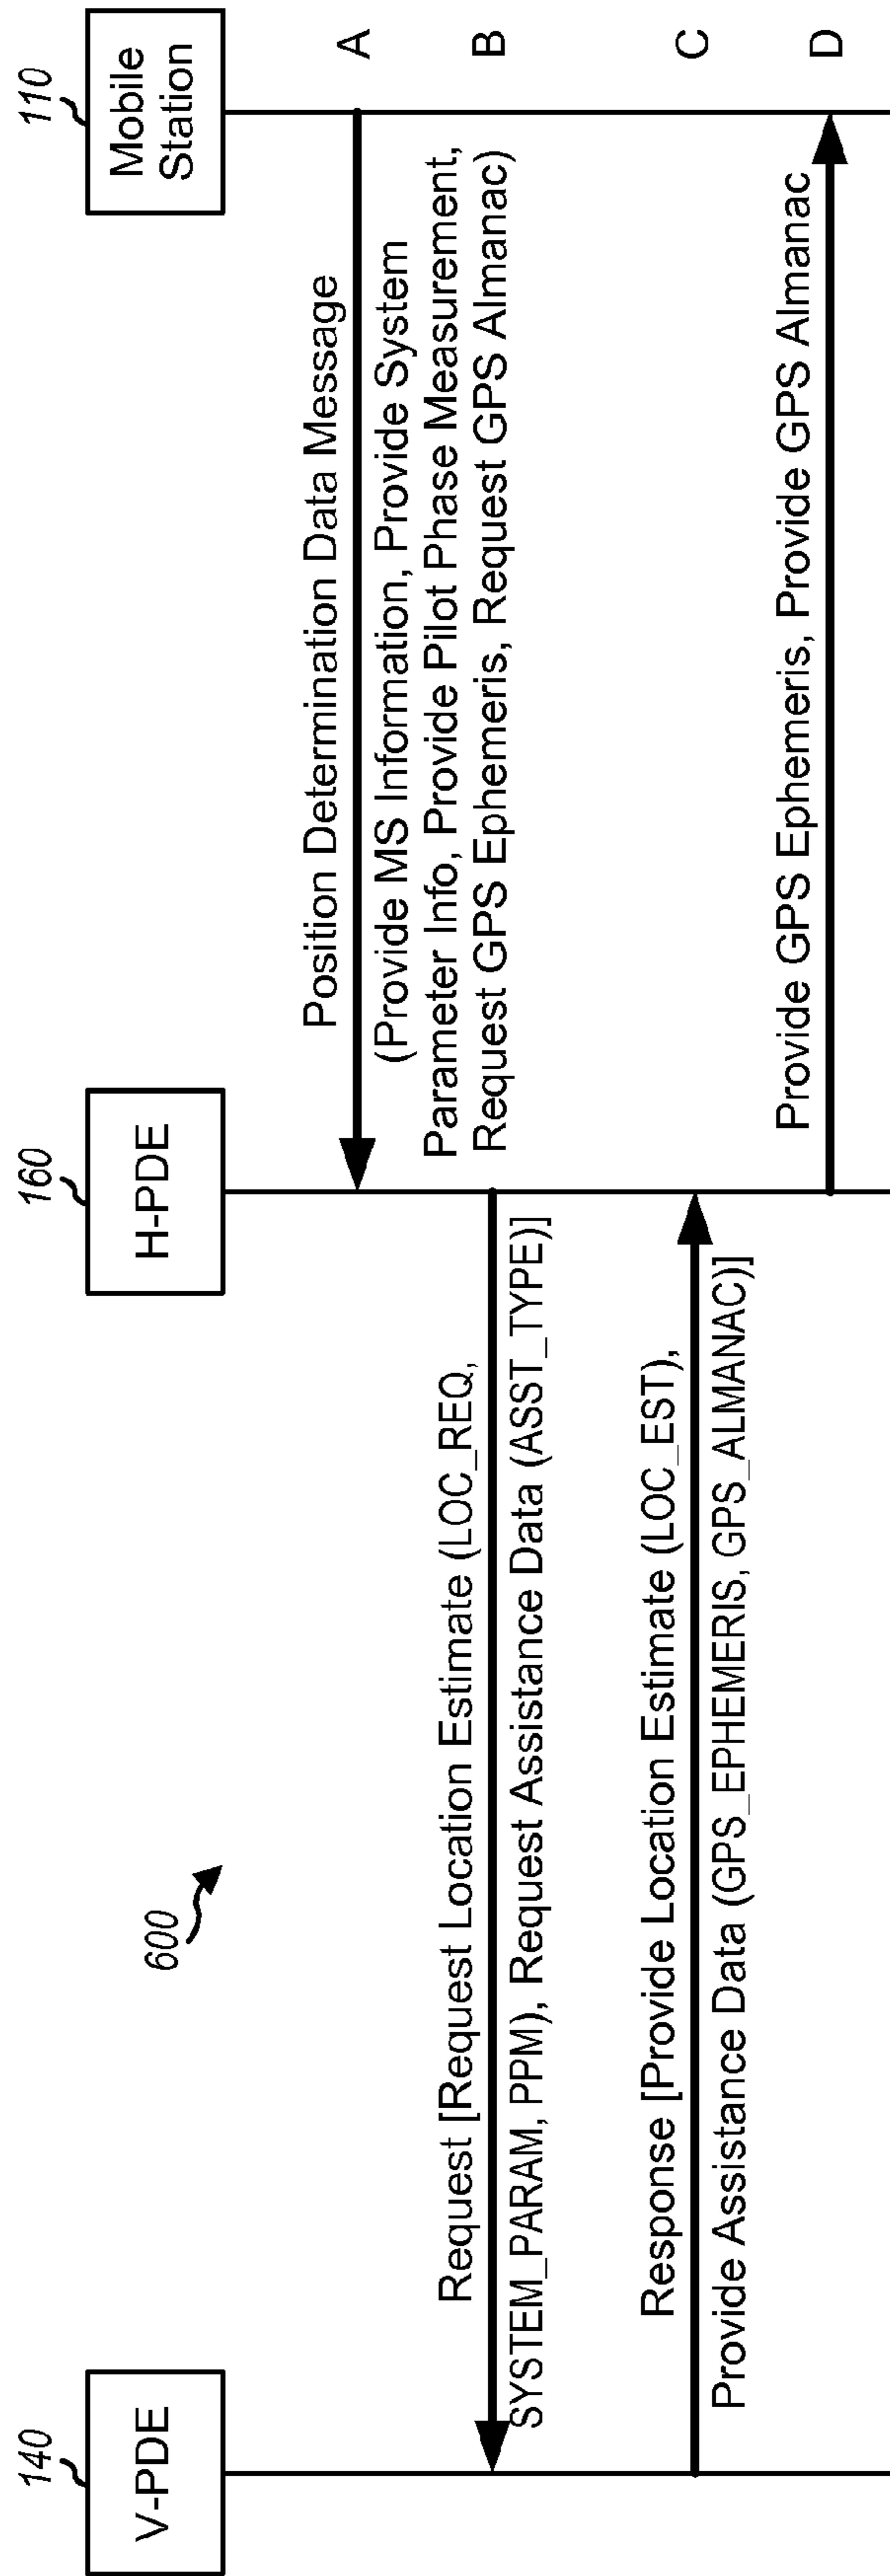 140
V-PDE
160
H-PDE
110
Mobile
Station
600
Position Determination Data Message
A
(Provide MS Information, Provide System
Parameter Info, Provide Pilot Phase Measurement,
Request GPS Ephemeris, Request GPS Almanac)
Request [Request Location Estimate (LOC_REQ,
SYSTEM_PARAM, PPM), Request Assistance Data (ASST_TYPE)]
B
Response [Provide Location Estimate (LOC_EST),
Provide Assistance Data (GPS_EPHEMERIS, GPS_ALMANAC)]
C
Provide GPS Ephemeris, Provide GPS Almanac
D